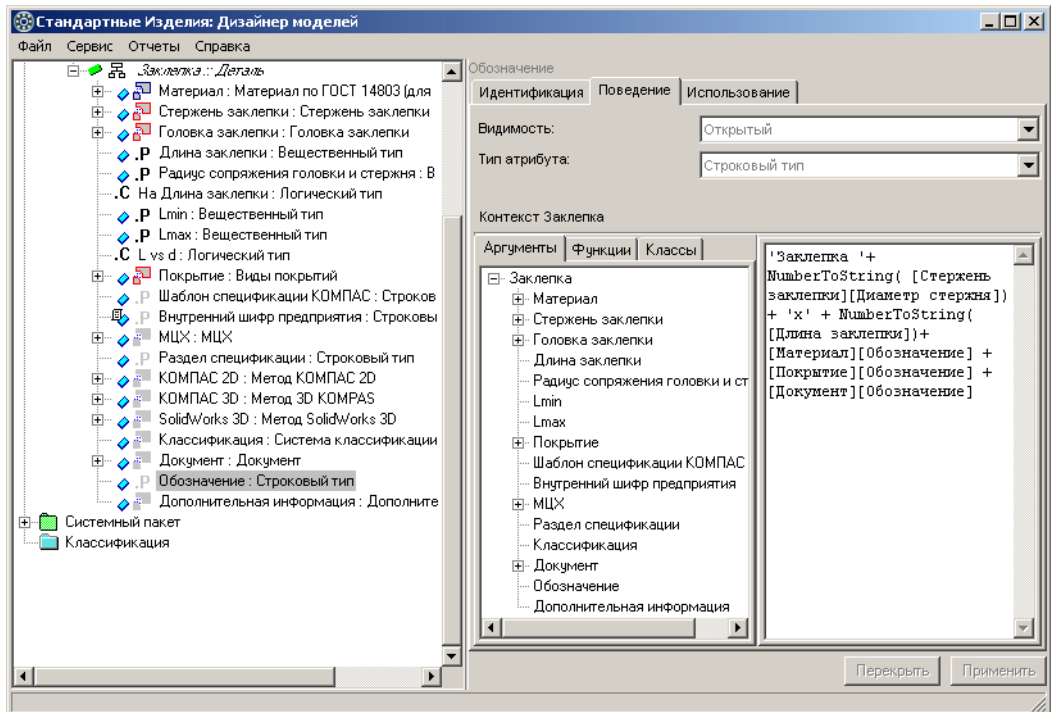 Стандартные Изделия: Дизайнер моделей
Файл Сервис Отчеты Справка
Заклепка :: Деталь
Материал : Материал по ГОСТ 14803 (для
Стержень заклепки : Стержень заклепки
Головка заклепки : Головка заклепки
.P Длина заклепки : Вещественный тип
.P Радиус сопряжения головки и стержня : В
.C На Длина заклепки : Логический тип
.P Lmin : Вещественный тип
.P Lmax : Вещественный тип
.C L vs d : Логический тип
Покрытие : Виды покрытий
.P Шаблон спецификации КОМПАС : Строков
.P Внутренний шифр предприятия : Строковы
МЦХ : МЦХ
.P Раздел спецификации : Строковый тип
КОМПАС 2D : Метод КОМПАС 2D
КОМПАС 3D : Метод 3D KOMPAS
SolidWorks 3D : Метод SolidWorks 3D
Классификация : Система классификации
Документ : Документ
.P Обозначение : Строковый тип
Дополнительная информация : Дополните
Системный пакет
Классификация
Обозначение
Идентификация Поведение Использование
Видимость: Открытый
Тип атрибута: Строковый тип
Контекст Заклепка
Аргументы Функции Классы
Заклепка
Материал
Стержень заклепки
Головка заклепки
Длина заклепки
Радиус сопряжения головки и ст
Lmin
Lmax
Покрытие
Шаблон спецификации КОМПАС
Внутренний шифр предприятия
МЦХ
Раздел спецификации
Классификация
Документ
Обозначение
Дополнительная информация
'Заклепка '+
NumberToString( [Стержень
заклепки][Диаметр стержня])
+ 'x' + NumberToString(
[Длина заклепки])+
[Материал][Обозначение] +
[Покрытие][Обозначение] +
[Документ][Обозначение]
Перекрыть Применить